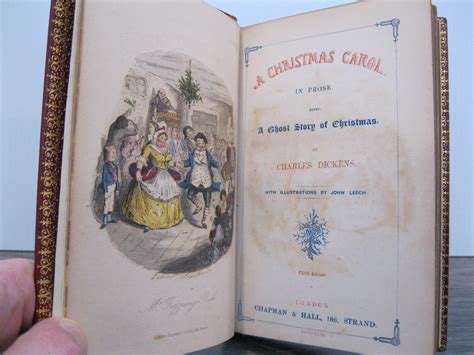 Mr. Fezziwig's Ball
A CHRISTMAS CAROL.
IN PROSE.
BEING
A Ghost Story of Christmas.
BY
CHARLES DICKENS.
WITH ILLUSTRATIONS BY JOHN LEECH.
Edition.
LONDON
CHAPMAN & HALL, 186, STRAND.